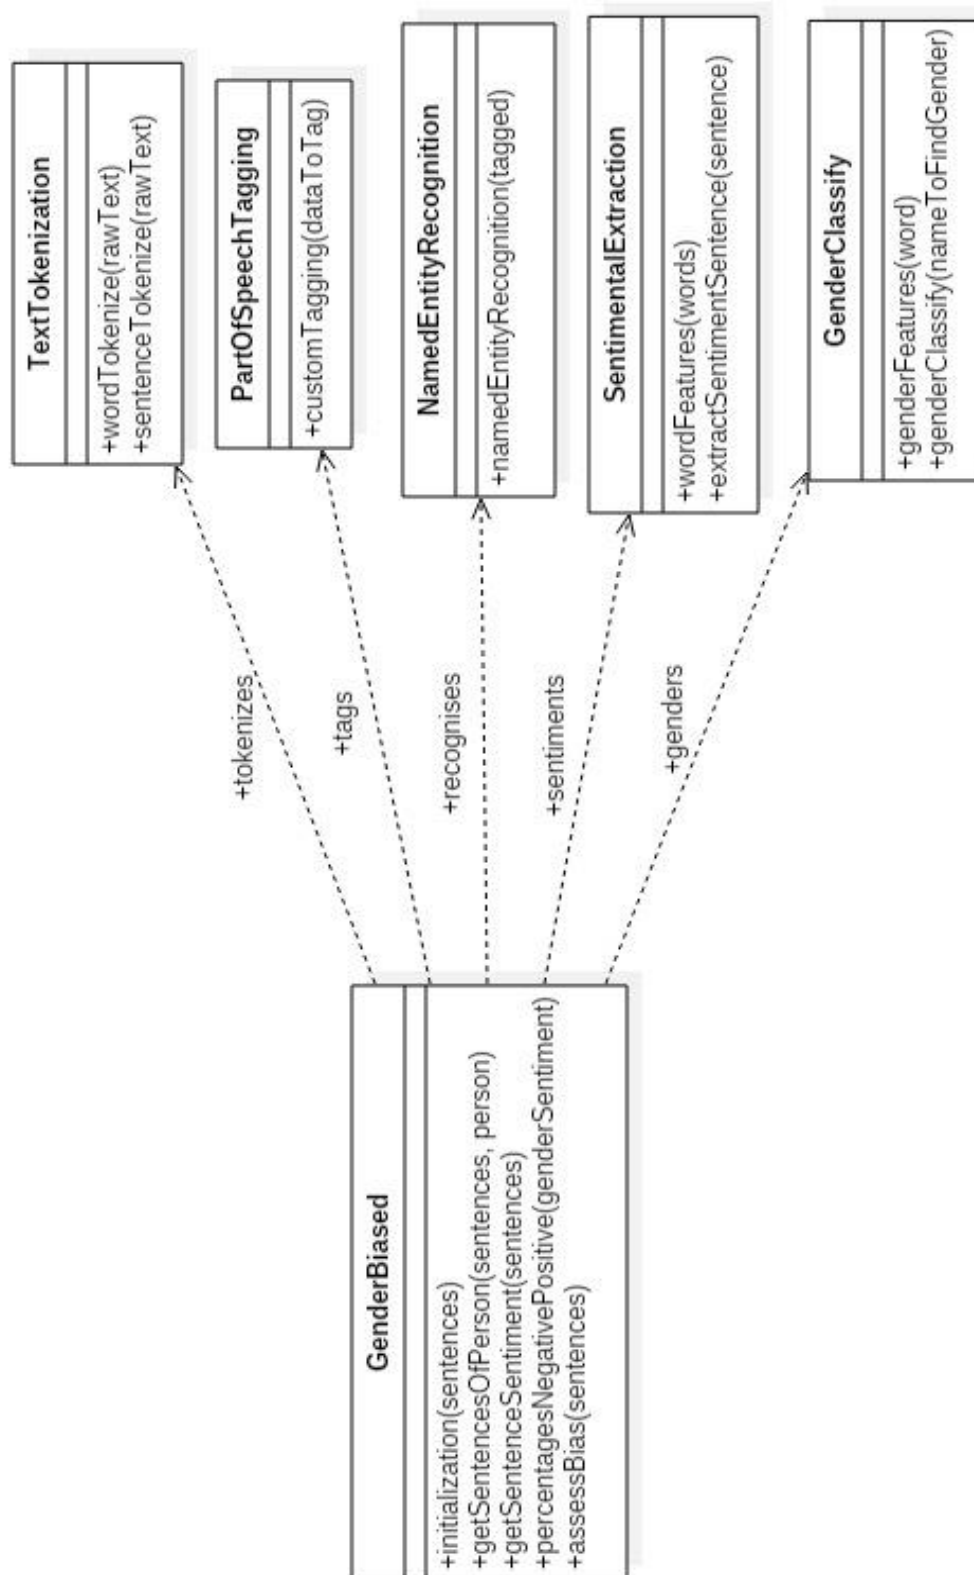 GenderBiased
+initialization(sentences)
+getSentencesOfPerson(sentences, person)
+getSentenceSentiment(sentences)
+percentagesNegativePositive(genderSentiment)
+assessBias(sentences)
+tokenizes
+tags
+recognises
+sentiments
+genders
TextTokenization
+wordTokenize(rawText)
+sentenceTokenize(rawText)
PartOfSpeechTagging
+customTagging(dataToTag)
NamedEntityRecognition
+namedEntityRecognition(tagged)
SentimentalExtraction
+wordFeatures(words)
+extractSentimentSentence(sentence)
GenderClassify
+genderFeatures(word)
+genderClassify(nameToFindGender)